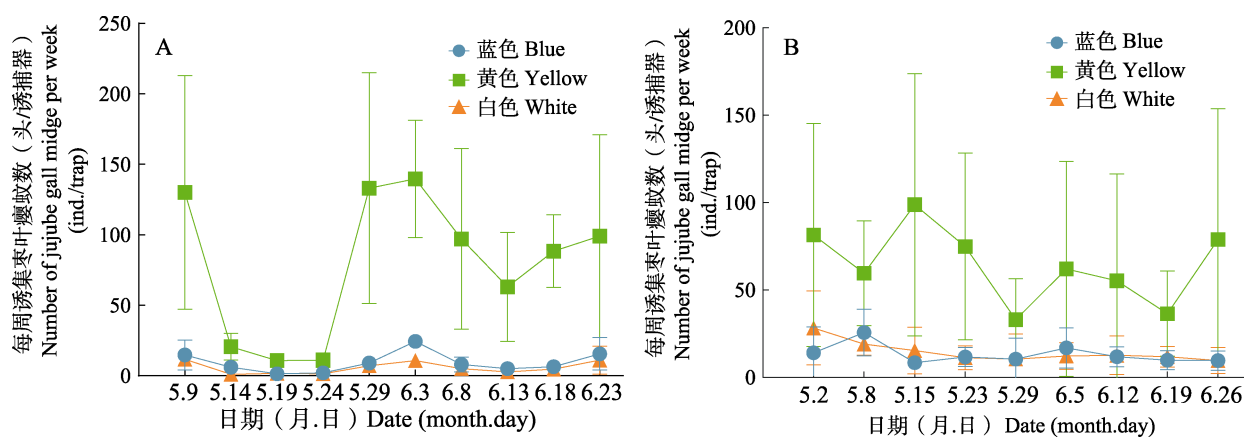 每周诱集枣叶瘿蚊数（头/诱捕器）
Number of jujube gall midge per week
(ind./trap)
250
200
150
100
50
0
A
蓝色 Blue
黄色 Yellow
白色 White
5.9 5.14 5.19 5.24 5.29 6.3 6.8 6.13 6.18 6.23
日期（月.日）Date (month.day)
每周诱集枣叶瘿蚊数（头/诱捕器）
Number of jujube gall midge per week
(ind./trap)
200
150
100
50
0
B
蓝色 Blue
黄色 Yellow
白色 White
5.2 5.8 5.15 5.23 5.29 6.5 6.12 6.19 6.26
日期（月.日） Date (month.day)